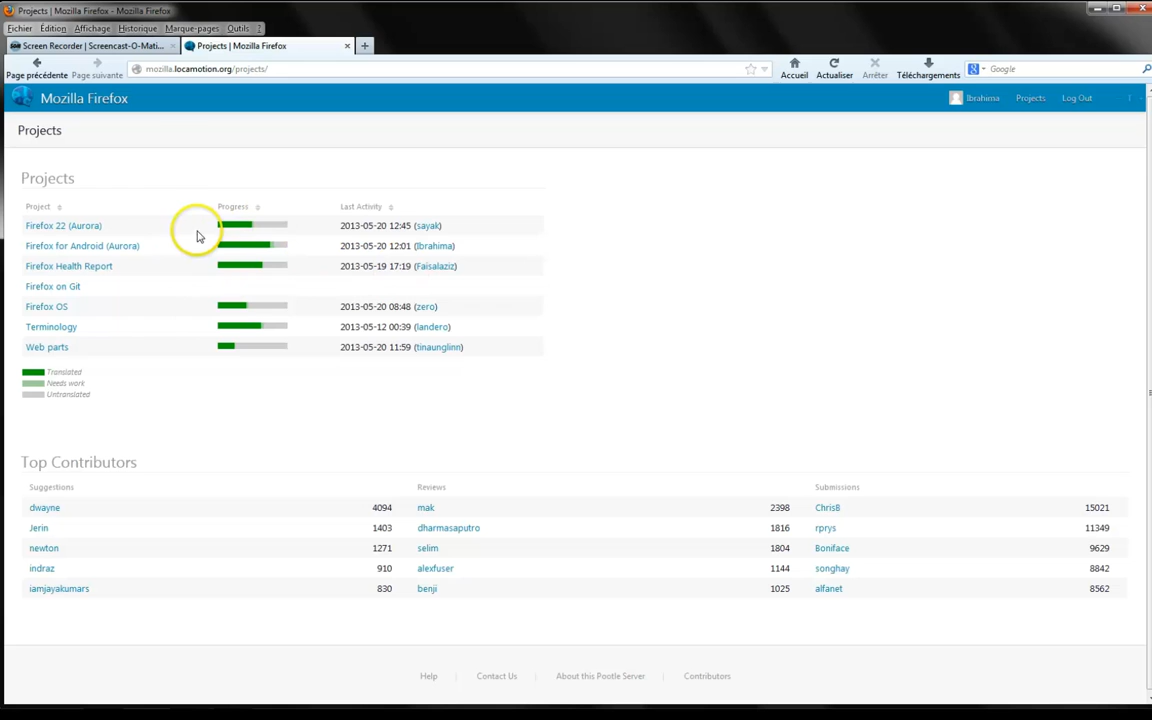 Projects | Mozilla Firefox - Mozilla Firefox
Fichier Édition Affichage Historique Marque-pages Outils ?
Screen Recorder | Screencast-O-Mati... Projects | Mozilla Firefox
Page précédente Page suivante mozilla.locamotion.org/projects/ Accueil Actualiser Arrêter Téléchargements Google
Mozilla Firefox Ibrahima Projects Log Out
Projects
Projects
Project Progress Last Activity
Firefox 22 (Aurora) 2013-05-20 12:45 (sayak)
Firefox for Android (Aurora) 2013-05-20 12:01 (Ibrahima)
Firefox Health Report 2013-05-19 17:19 (Faisalaziz)
Firefox on Git
Firefox OS 2013-05-20 08:48 (zero)
Terminology 2013-05-12 00:39 (landero)
Web parts 2013-05-20 11:59 (tinaunglinn)
Translated
Needs work
Untranslated
Top Contributors
Suggestions Reviews Submissions
dwayne 4094 mak 2398 ChrisB 15021
Jerin 1403 dharmasaputro 1816 rprys 11349
newton 1271 selim 1804 Boniface 9629
indraz 910 alexfuser 1144 songhay 8842
iamjayakumars 830 benji 1025 alfanet 8562
Help | Contact Us | About this Pootle Server | Contributors